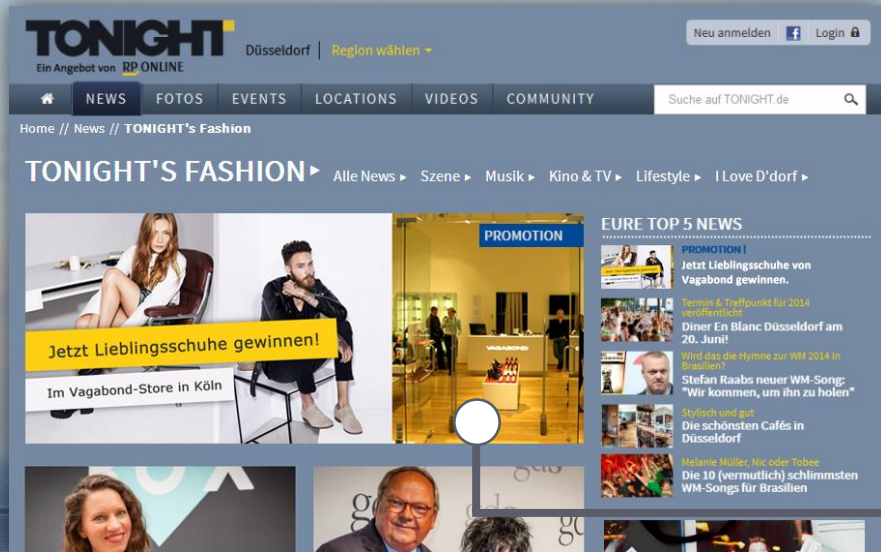 TONIGHT
Ein Angebot von RP ONLINE
Düsseldorf | Region wählen
Neu anmelden
Login
NEWS FOTOS EVENTS LOCATIONS VIDEOS COMMUNITY
Suche auf TONIGHT.de
Home // News // TONIGHT's Fashion
TONIGHT'S FASHION
Alle News Szene Musik Kino & TV Lifestyle I Love D'dorf
PROMOTION
Jetzt Lieblingsschuhe gewinnen!
Im Vagabond-Store in Köln
VAGABOND
EURE TOP 5 NEWS
PROMOTION |
Jetzt Lieblingsschuhe von
Vagabond gewinnen.
Termin & Treffpunkt für 2014
veröffentlicht
Diner En Blanc Düsseldorf am
20. Juni!
Wird das die Hymne zur WM 2014 in
Brasilien?
Stefan Raabs neuer WM-Song:
"Wir kommen, um ihn zu holen"
Stylisch und gut
Die schönsten Cafés in
Düsseldorf
Melanie Müller, Nic oder Tobee
Die 10 (vermutlich) schlimmsten
WM-Songs für Brasilien